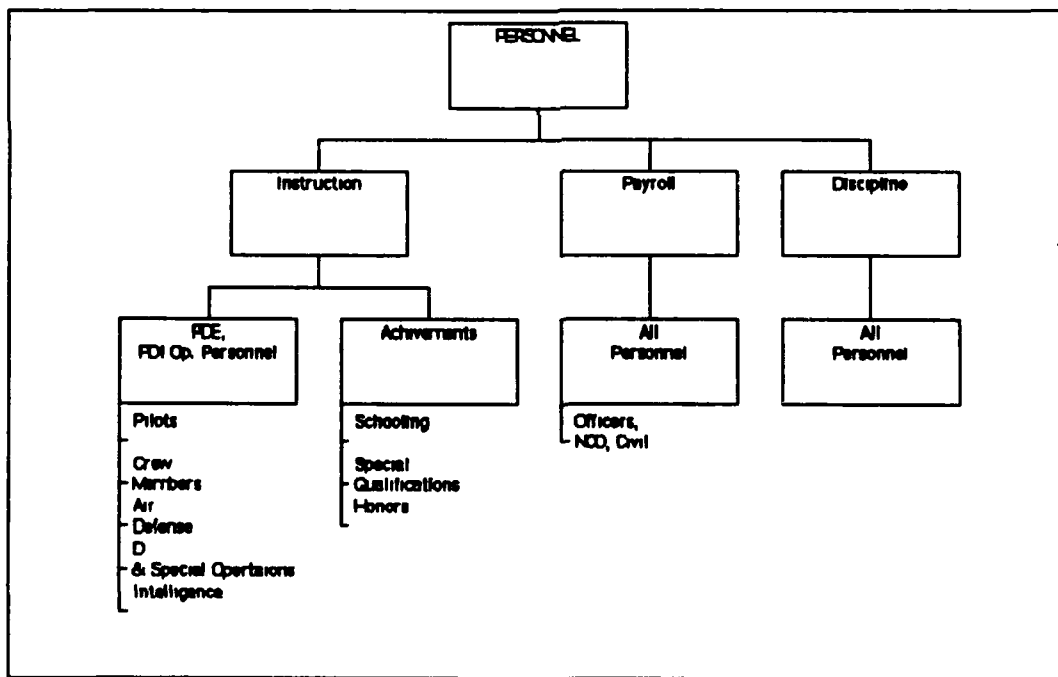 PERSONNEL
Instruction
Payroll
Discipline
PDE,
PDI Op. Personnel
Achivements
All
Personnel
All
Personnel
Pilots
Crew
Members
Air
Defense
D
& Special Opertaions
Intelligence
Schooling
Special
Qualifications
Honors
Officers,
NCO, Civil